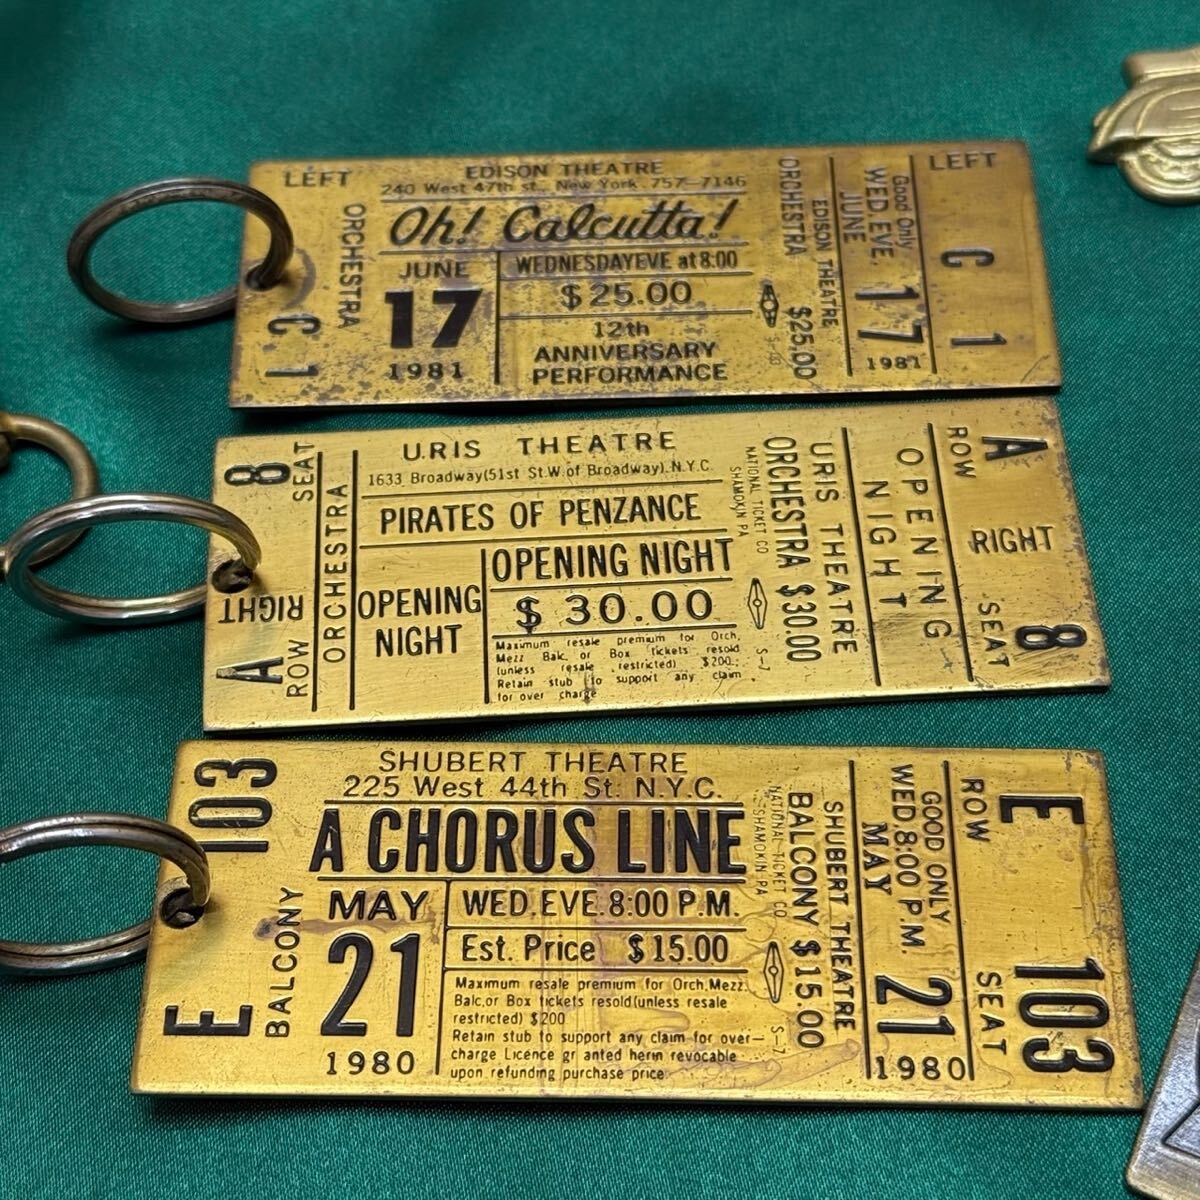 LEFT
C 1
ORCHESTRA
EDISON THEATRE
240 West 47th st., New York. 757-7146
Oh! Calcutta!
JUNE
17
1981
WEDNESDAY EVE at 8:00
$25.00
12th
ANNIVERSARY
PERFORMANCE
ORCHESTRA $25.00
EDISON THEATRE
Good Only
WED. EVE.
JUNE
17
1981
LEFT
C 1
8
SEAT
RIGHT
A
ROW
ORCHESTRA
URIS THEATRE
1633 Broadway(51st St.W.of Broadway).N.Y.C.
PIRATES OF PENZANCE
OPENING
NIGHT
OPENING NIGHT
$30.00
Maximum resale premium for Orch,
Mezz Balc, or Box tickets resold
(unless resale restricted) $200.
Retain stub to support any claim
for over charge
NATIONAL TICKET CO
SHAMOKIN PA
S-7
ORCHESTRA $30.00
URIS THEATRE
OPENING
NIGHT
ROW
A
RIGHT
SEAT
8
103
E
BALCONY
SHUBERT THEATRE
225 West 44th St. N.Y.C.
A CHORUS LINE
MAY
21
1980
WED. EVE. 8:00 P.M.
Est. Price $15.00
Maximum resale premium for Orch,Mezz.
Balc,or Box tickets resold(unless resale
restricted) $200
Retain stub to support any claim for over-
charge Licence gr anted herin revocable
upon refunding purchase price
NATIONAL TICKET CO
SHAMOKIN PA
S-7
BALCONY $15.00
SHUBERT THEATRE
GOOD ONLY
WED 8:00 P.M.
MAY
21
1980
ROW
E
SEAT
103